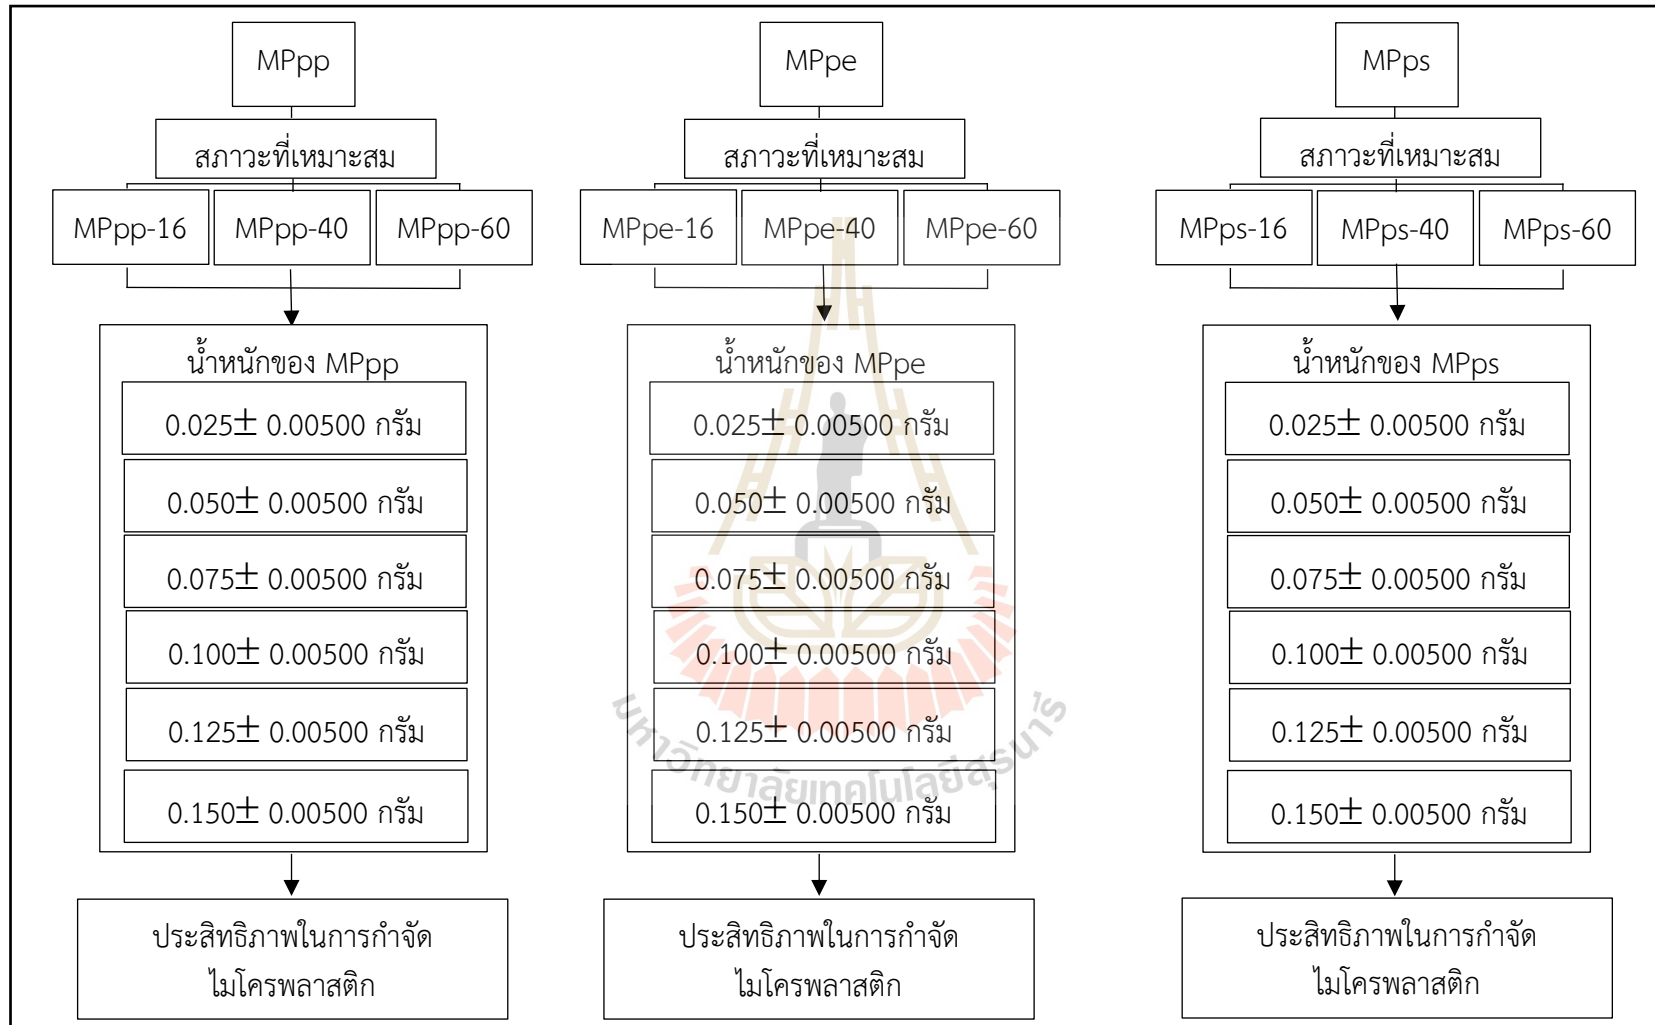 MPpp
สภาวะที่เหมาะสม
MPpp-16 MPpp-40 MPpp-60
น้ำหนักของ MPpp
0.025± 0.00500 กรัม
0.050± 0.00500 กรัม
0.075± 0.00500 กรัม
0.100± 0.00500 กรัม
0.125± 0.00500 กรัม
0.150± 0.00500 กรัม
ประสิทธิภาพในการกำจัด
ไมโครพลาสติก
MPpe
สภาวะที่เหมาะสม
MPpe-16 MPpe-40 MPpe-60
น้ำหนักของ MPpe
0.025± 0.00500 กรัม
0.050± 0.00500 กรัม
0.075± 0.00500 กรัม
0.100± 0.00500 กรัม
0.125± 0.00500 กรัม
0.150± 0.00500 กรัม
ประสิทธิภาพในการกำจัด
ไมโครพลาสติก
MPps
สภาวะที่เหมาะสม
MPps-16 MPps-40 MPps-60
น้ำหนักของ MPps
0.025± 0.00500 กรัม
0.050± 0.00500 กรัม
0.075± 0.00500 กรัม
0.100± 0.00500 กรัม
0.125± 0.00500 กรัม
0.150± 0.00500 กรัม
ประสิทธิภาพในการกำจัด
ไมโครพลาสติก
มหาวิทยาลัยเทคโนโลยีสุรนารี